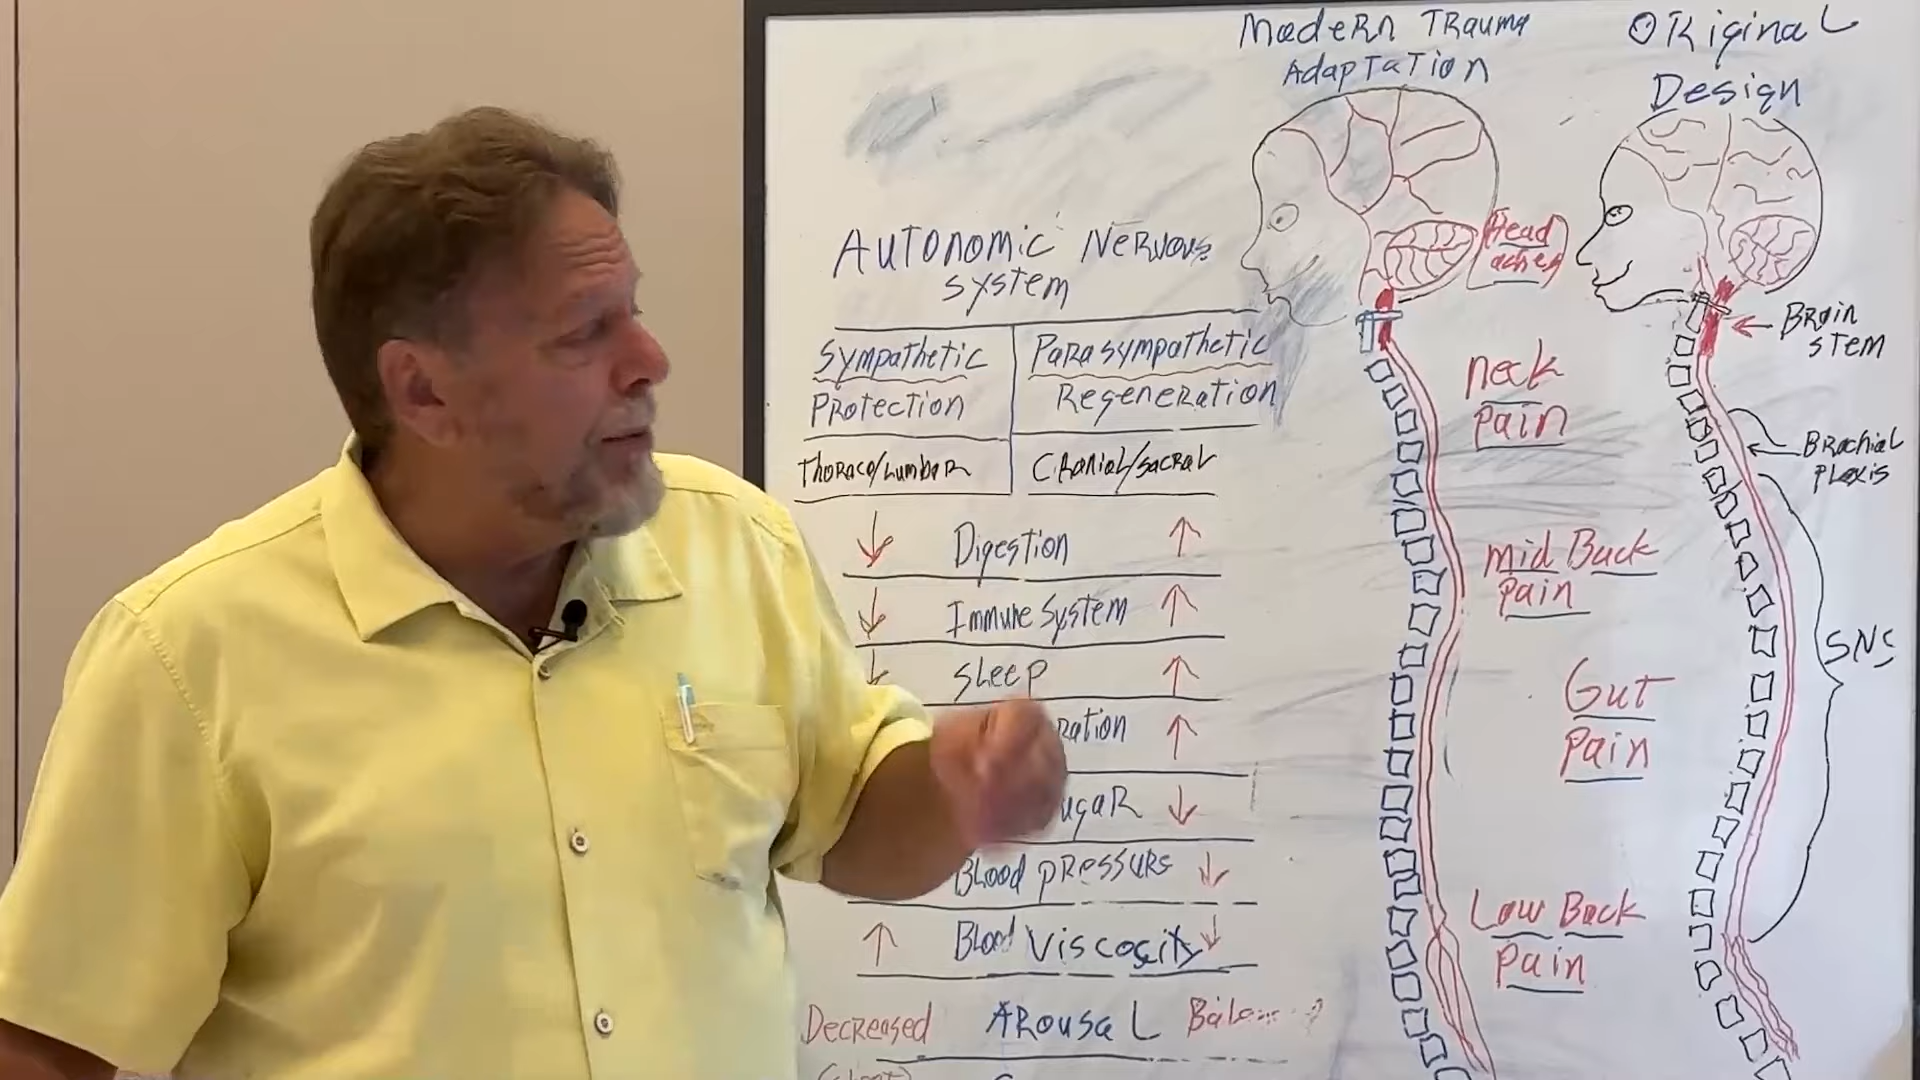 Modern Trauma
Adaptation
Original
Design
Autonomic Nervous
System
Sympathetic
Protection
Parasympathetic
Regeneration
Thoraco/Lumbar
Cranial/Sacral
↓ Digestion ↑
↓ Immune System ↑
↓ Sleep ↑
ration ↑
ugar ↓
Blood Pressure ↓
↑ Blood Viscosity ↓
Decreased Arousal
Head
aches
Neck
Pain
Mid Back
Pain
Gut
Pain
Low Back
Pain
Brain
Stem
Brachial
Plexis
SNS